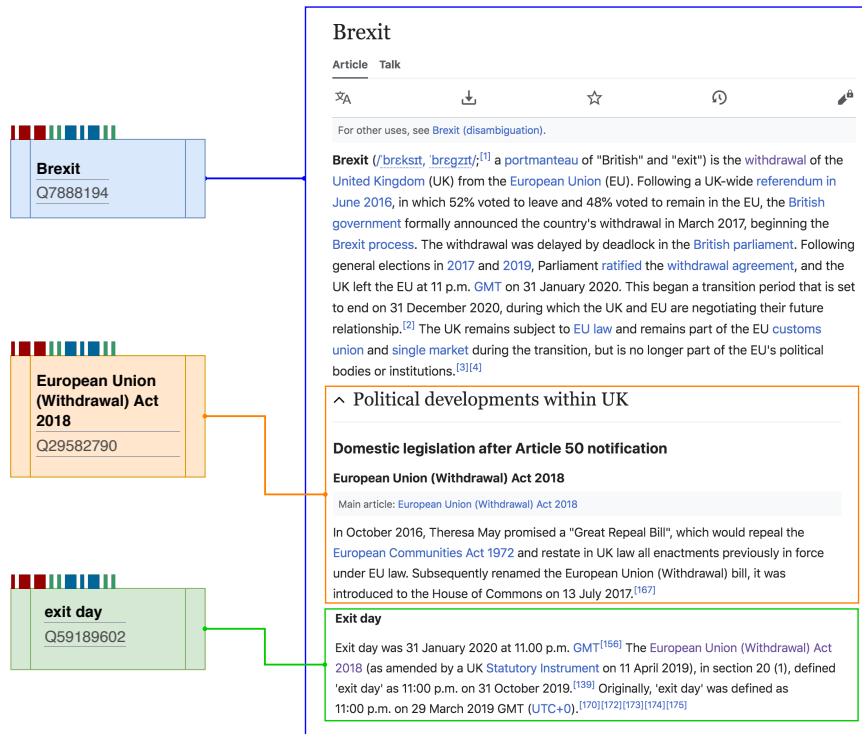 Brexit
Article Talk
For other uses, see Brexit (disambiguation).
Brexit (/ˈbrɛksɪt, ˈbrɛɡzɪt/;[1] a portmanteau of "British" and "exit") is the withdrawal of the
United Kingdom (UK) from the European Union (EU). Following a UK-wide referendum in
June 2016, in which 52% voted to leave and 48% voted to remain in the EU, the British
government formally announced the country's withdrawal in March 2017, beginning the
Brexit process. The withdrawal was delayed by deadlock in the British parliament. Following
general elections in 2017 and 2019, Parliament ratified the withdrawal agreement, and the
UK left the EU at 11 p.m. GMT on 31 January 2020. This began a transition period that is set
to end on 31 December 2020, during which the UK and EU are negotiating their future
relationship.[2] The UK remains subject to EU law and remains part of the EU customs
union and single market during the transition, but is no longer part of the EU's political
bodies or institutions.[3][4]
Political developments within UK
Domestic legislation after Article 50 notification
European Union (Withdrawal) Act 2018
Main article: European Union (Withdrawal) Act 2018
In October 2016, Theresa May promised a "Great Repeal Bill", which would repeal the
European Communities Act 1972 and restate in UK law all enactments previously in force
under EU law. Subsequently renamed the European Union (Withdrawal) bill, it was
introduced to the House of Commons on 13 July 2017.[167]
Exit day
Exit day was 31 January 2020 at 11.00 p.m. GMT[156] The European Union (Withdrawal) Act
2018 (as amended by a UK Statutory Instrument on 11 April 2019), in section 20 (1), defined
'exit day' as 11:00 p.m. on 31 October 2019.[139] Originally, 'exit day' was defined as
11:00 p.m. on 29 March 2019 GMT (UTC+0).[170][172][173][174][175]
Brexit
Q7888194
European Union
(Withdrawal) Act
2018
Q29582790
exit day
Q59189602